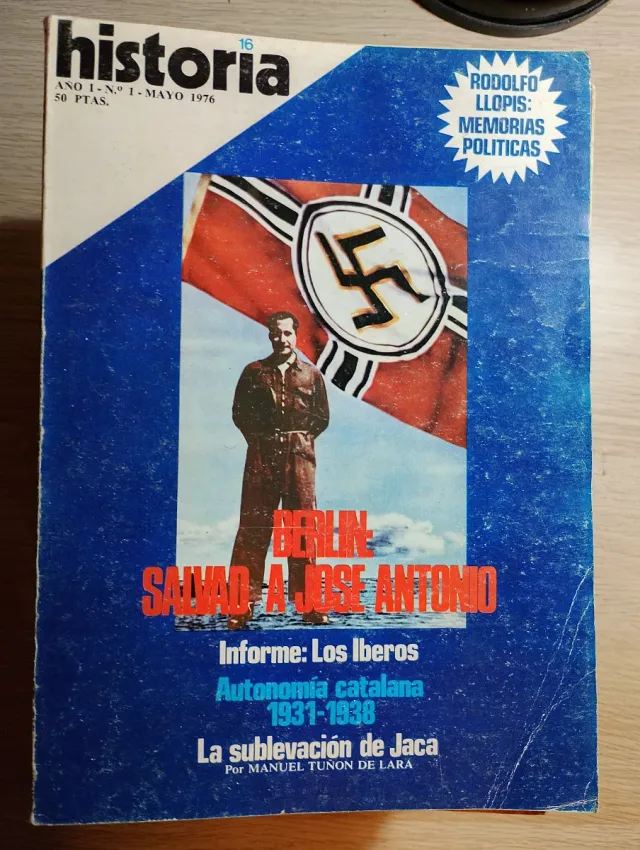 historia
16
AÑO I - N.º 1 - MAYO 1976
50 PTAS.
RODOLFO
LLOPIS:
MEMORIAS
POLITICAS
BERLIN:
SALVAD A JOSE ANTONIO
Informe: Los Iberos
Autonomía catalana
1931-1938
La sublevación de Jaca
Por MANUEL TUÑON DE LARA